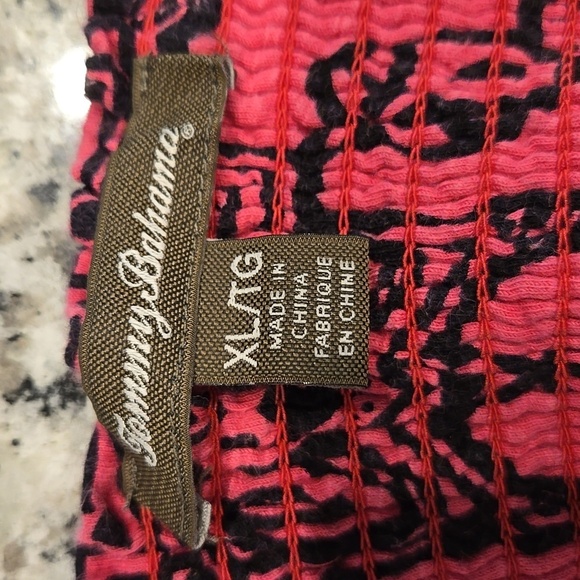 Tommy Bahama®
XL/TG
MADE IN
CHINA
FABRIQUE
EN CHINE